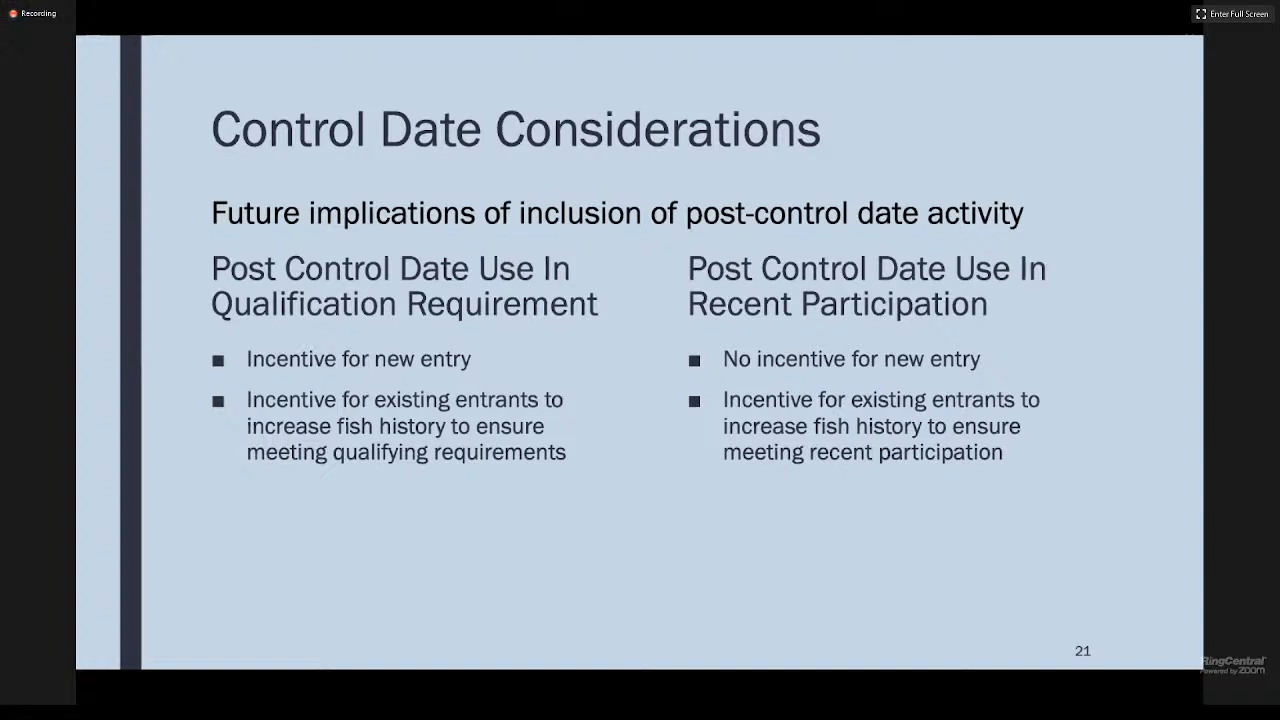 Recording
Enter Full Screen
Control Date Considerations
Future implications of inclusion of post-control date activity
Post Control Date Use In
Qualification Requirement
■ Incentive for new entry
■ Incentive for existing entrants to
increase fish history to ensure
meeting qualifying requirements
Post Control Date Use In
Recent Participation
■ No incentive for new entry
■ Incentive for existing entrants to
increase fish history to ensure
meeting recent participation
21
RingCentral
Powered by zoom